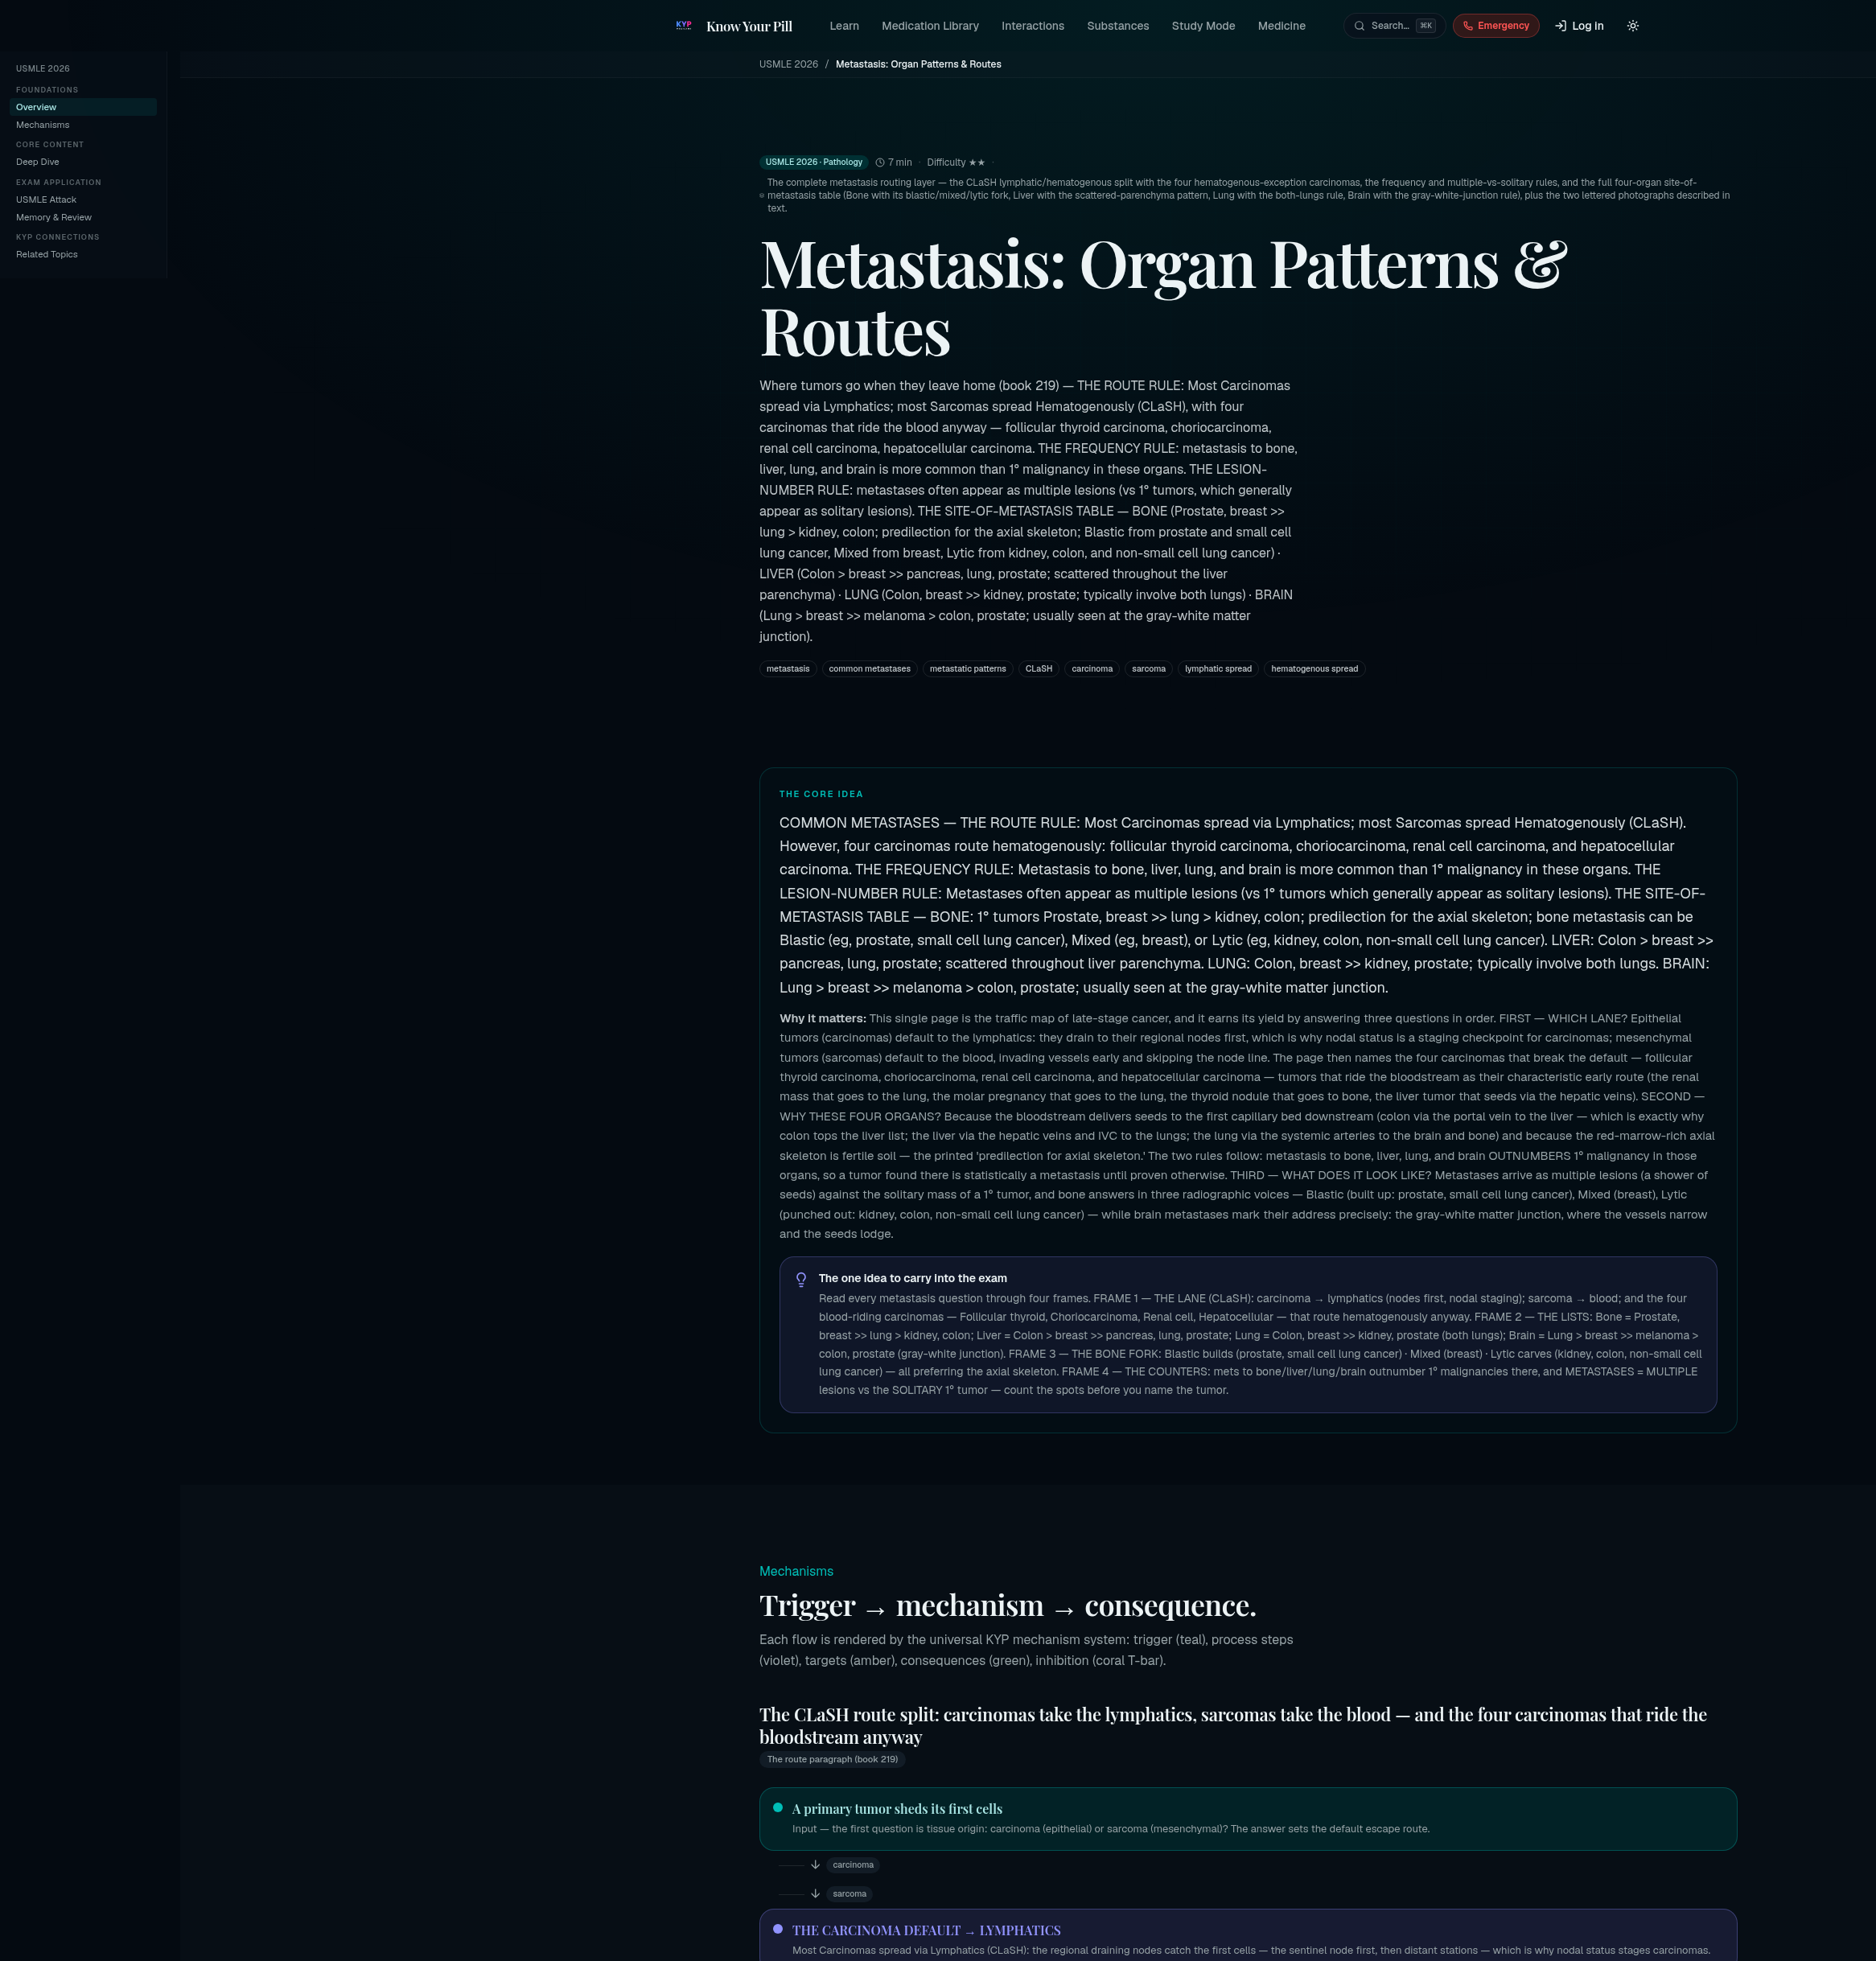 KYP
Know Your Pill
Learn
Medication Library
Interactions
Substances
Study Mode
Medicine
Search...
⌘K
Emergency
Log in
USMLE 2026 / Metastasis: Organ Patterns & Routes
USMLE 2026
FOUNDATIONS
Overview
Mechanisms
CORE CONTENT
Deep Dive
EXAM APPLICATION
USMLE Attack
Memory & Review
KYP CONNECTIONS
Related Topics
USMLE 2026 · Pathology
7 min · Difficulty ★★ ·
The complete metastasis routing layer — the CLaSH lymphatic/hematogenous split with the four hematogenous-exception carcinomas, the frequency and multiple-vs-solitary rules, and the full four-organ site-of-
metastasis table (Bone with its blastic/mixed/lytic fork, Liver with the scattered-parenchyma pattern, Lung with the both-lungs rule, Brain with the gray-white-junction rule), plus the two lettered photographs described in
text.
Metastasis: Organ Patterns &
Routes
Where tumors go when they leave home (book 219) — THE ROUTE RULE: Most Carcinomas
spread via Lymphatics; most Sarcomas spread Hematogenously (CLaSH), with four
carcinomas that ride the blood anyway — follicular thyroid carcinoma, choriocarcinoma,
renal cell carcinoma, hepatocellular carcinoma. THE FREQUENCY RULE: metastasis to bone,
liver, lung, and brain is more common than 1° malignancy in these organs. THE LESION-
NUMBER RULE: metastases often appear as multiple lesions (vs 1° tumors, which generally
appear as solitary lesions). THE SITE-OF-METASTASIS TABLE — BONE (Prostate, breast >>
lung > kidney, colon; predilection for the axial skeleton; Blastic from prostate and small cell
lung cancer, Mixed from breast, Lytic from kidney, colon, and non-small cell lung cancer) ·
LIVER (Colon > breast >> pancreas, lung, prostate; scattered throughout the liver
parenchyma) · LUNG (Colon, breast >> kidney, prostate; typically involve both lungs) · BRAIN
(Lung > breast >> melanoma > colon, prostate; usually seen at the gray-white matter
junction).
metastasis
common metastases
metastatic patterns
CLaSH
carcinoma
sarcoma
lymphatic spread
hematogenous spread
THE CORE IDEA
COMMON METASTASES — THE ROUTE RULE: Most Carcinomas spread via Lymphatics; most Sarcomas spread Hematogenously (CLaSH).
However, four carcinomas route hematogenously: follicular thyroid carcinoma, choriocarcinoma, renal cell carcinoma, and hepatocellular
carcinoma. THE FREQUENCY RULE: Metastasis to bone, liver, lung, and brain is more common than 1° malignancy in these organs. THE
LESION-NUMBER RULE: Metastases often appear as multiple lesions (vs 1° tumors which generally appear as solitary lesions). THE SITE-OF-
METASTASIS TABLE — BONE: 1° tumors Prostate, breast >> lung > kidney, colon; predilection for the axial skeleton; bone metastasis can be
Blastic (eg, prostate, small cell lung cancer), Mixed (eg, breast), or Lytic (eg, kidney, colon, non-small cell lung cancer). LIVER: Colon > breast >>
pancreas, lung, prostate; scattered throughout liver parenchyma. LUNG: Colon, breast >> kidney, prostate; typically involve both lungs. BRAIN:
Lung > breast >> melanoma > colon, prostate; usually seen at the gray-white matter junction.
Why it matters: This single page is the traffic map of late-stage cancer, and it earns its yield by answering three questions in order. FIRST — WHICH LANE? Epithelial
tumors (carcinomas) default to the lymphatics: they drain to their regional nodes first, which is why nodal status is a staging checkpoint for carcinomas; mesenchymal
tumors (sarcomas) default to the blood, invading vessels early and skipping the node line. The page then names the four carcinomas that break the default — follicular
thyroid carcinoma, choriocarcinoma, renal cell carcinoma, and hepatocellular carcinoma — tumors that ride the bloodstream as their characteristic early route (the renal
mass that goes to the lung, the molar pregnancy that goes to the lung, the thyroid nodule that goes to bone, the liver tumor that seeds via the hepatic veins). SECOND —
WHY THESE FOUR ORGANS? Because the bloodstream delivers seeds to the first capillary bed downstream (colon via the portal vein to the liver — which is exactly why
colon tops the liver list; the liver via the hepatic veins and IVC to the lungs; the lung via the systemic arteries to the brain and bone) and because the red-marrow-rich axial
skeleton is fertile soil — the printed 'predilection for axial skeleton.' The two rules follow: metastasis to bone, liver, lung, and brain OUTNUMBERS 1° malignancy in those
organs, so a tumor found there is statistically a metastasis until proven otherwise. THIRD — WHAT DOES IT LOOK LIKE? Metastases arrive as multiple lesions (a shower of
seeds) against the solitary mass of a 1° tumor, and bone answers in three radiographic voices — Blastic (built up: prostate, small cell lung cancer), Mixed (breast), Lytic
(punched out: kidney, colon, non-small cell lung cancer) — while brain metastases mark their address precisely: the gray-white matter junction, where the vessels narrow
and the seeds lodge.
The one idea to carry into the exam
Read every metastasis question through four frames. FRAME 1 — THE LANE (CLaSH): carcinoma → lymphatics (nodes first, nodal staging); sarcoma → blood; and the four
blood-riding carcinomas — Follicular thyroid, Choriocarcinoma, Renal cell, Hepatocellular — that route hematogenously anyway. FRAME 2 — THE LISTS: Bone = Prostate,
breast >> lung > kidney, colon; Liver = Colon > breast >> pancreas, lung, prostate; Lung = Colon, breast >> kidney, prostate (both lungs); Brain = Lung > breast >> melanoma >
colon, prostate (gray-white junction). FRAME 3 — THE BONE FORK: Blastic builds (prostate, small cell lung cancer) · Mixed (breast) · Lytic carves (kidney, colon, non-small cell
lung cancer) — all preferring the axial skeleton. FRAME 4 — THE COUNTERS: mets to bone/liver/lung/brain outnumber 1° malignancies there, and METASTASES = MULTIPLE
lesions vs the SOLITARY 1° tumor — count the spots before you name the tumor.
Mechanisms
Trigger → mechanism → consequence.
Each flow is rendered by the universal KYP mechanism system: trigger (teal), process steps
(violet), targets (amber), consequences (green), inhibition (coral T-bar).
The CLaSH route split: carcinomas take the lymphatics, sarcomas take the blood — and the four carcinomas that ride the
bloodstream anyway
The route paragraph (book 219)
A primary tumor sheds its first cells
Input — the first question is tissue origin: carcinoma (epithelial) or sarcoma (mesenchymal)? The answer sets the default escape route.
carcinoma
sarcoma
THE CARCINOMA DEFAULT → LYMPHATICS
Most Carcinomas spread via Lymphatics (CLaSH): the regional draining nodes catch the first cells — the sentinel node first, then distant stations — which is why nodal status stages carcinomas.